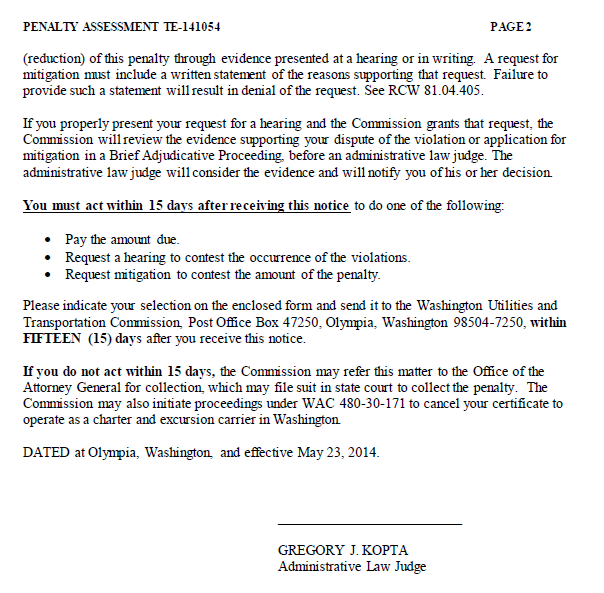 PENALTY ASSESSMENT TE-141054 PAGE 2
(reduction) of this penalty through evidence presented at a hearing or in writing. A request for
mitigation must include a written statement of the reasons supporting that request. Failure to
provide such a statement will result in denial of the request. See RCW 81.04.405.
If you properly present your request for a hearing and the Commission grants that request, the
Commission will review the evidence supporting your dispute of the violation or application for
mitigation in a Brief Adjudicative Proceeding, before an administrative law judge. The
administrative law judge will consider the evidence and will notify you of his or her decision.
You must act within 15 days after receiving this notice to do one of the following:
• Pay the amount due.
• Request a hearing to contest the occurrence of the violations.
• Request mitigation to contest the amount of the penalty.
Please indicate your selection on the enclosed form and send it to the Washington Utilities and
Transportation Commission, Post Office Box 47250, Olympia, Washington 98504-7250, within
FIFTEEN (15) days after you receive this notice.
If you do not act within 15 days, the Commission may refer this matter to the Office of the
Attorney General for collection, which may file suit in state court to collect the penalty. The
Commission may also initiate proceedings under WAC 480-30-171 to cancel your certificate to
operate as a charter and excursion carrier in Washington.
DATED at Olympia, Washington, and effective May 23, 2014.
GREGORY J. KOPTA
Administrative Law Judge